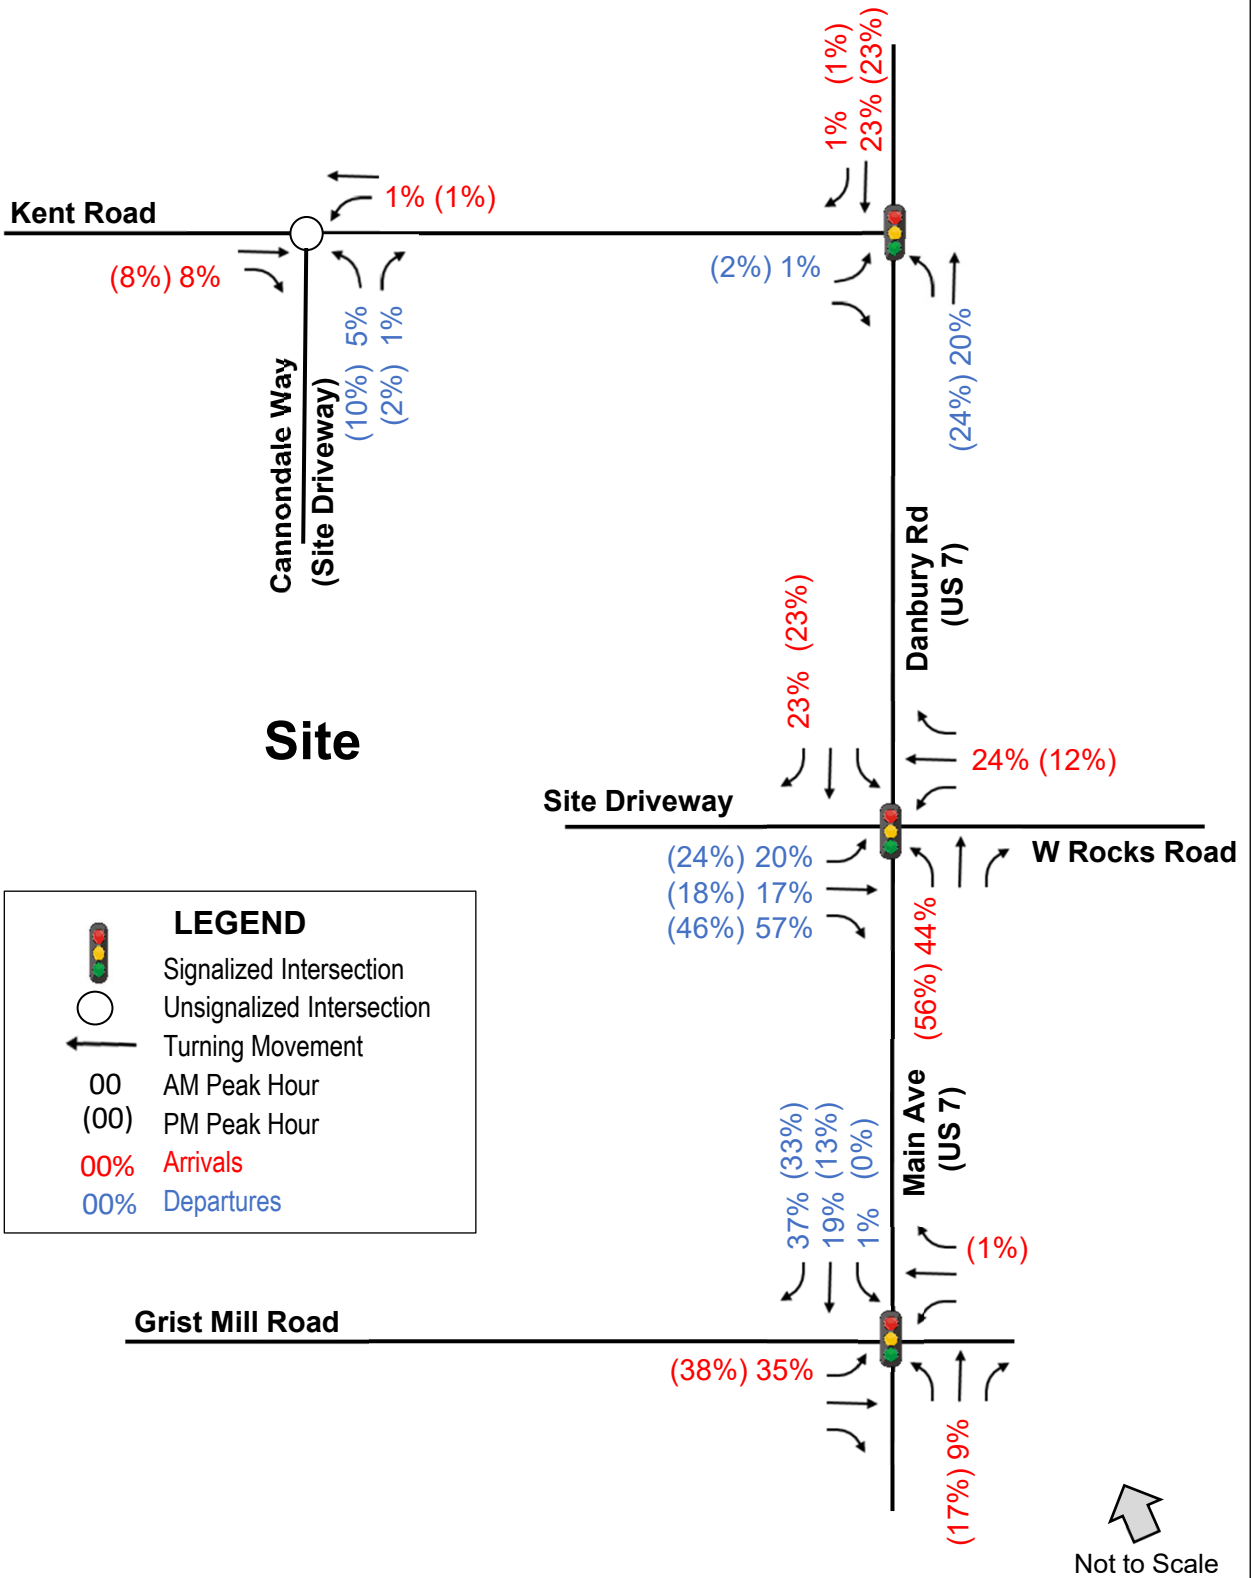 1% (1%)
23% (23%)
Kent Road
1% (1%)
(8%) 8%
(10%) 5%
(2%) 1%
Cannondale Way
(Site Driveway)
(2%) 1%
(24%) 20%
Danbury Rd
(US 7)
23% (23%)
Site
24% (12%)
Site Driveway
W Rocks Road
(24%) 20%
(18%) 17%
(46%) 57%
(56%) 44%
LEGEND
Signalized Intersection
Unsignalized Intersection
Turning Movement
00 AM Peak Hour
(00) PM Peak Hour
00% Arrivals
00% Departures
Main Ave
(US 7)
37% (33%)
19% (13%)
1% (0%)
(1%)
Grist Mill Road
(38%) 35%
(17%) 9%
Not to Scale